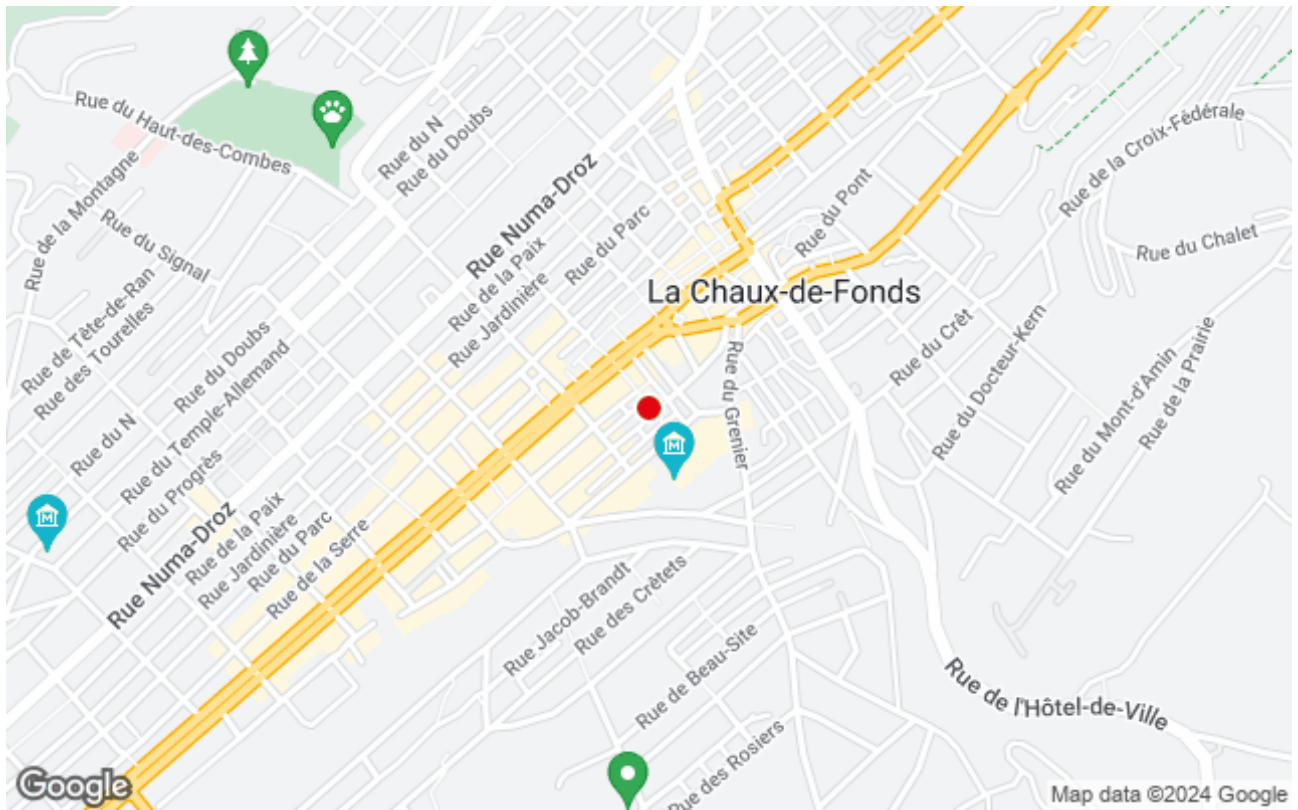 Rue du Haut-des-Combes
Rue du N
Rue du Doubs
Rue de la Montagne
Rue du Signal
Rue Numa-Droz
Rue de la Croix-Fédérale
Rue du Pont
Rue du Parc
Rue de la Paix
Rue Jardinière
Rue du Chalet
La Chaux-de-Fonds
Rue de Tête-de-Ran
Rue des Tourelles
Rue du Doubs
Rue du Temple-Allemand
Rue du N
Rue du Progrès
Rue du Crêt
Rue du Docteur-Kern
Rue du Mont-d'Amin
Rue de la Prairie
Rue du Grenier
M
M
Rue Numa-Droz
Rue de la Paix
Rue Jardinière
Rue du Parc
Rue de la Serre
Rue Jacob-Brandt
Rue des Crêtets
Rue de Beau-Site
Rue des Rosiers
Rue de l'Hôtel-de-Ville
Google
Map data ©2024 Google